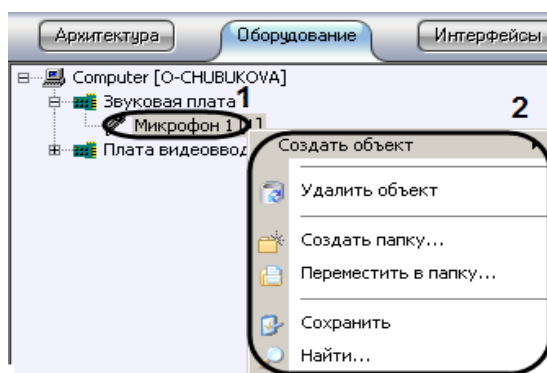 Архитектура Оборудование Интерфейсы
Computer [O-CHUBUKOVA]
Звуковая плата 1
Микрофон 1 [1] 2
Плата видеоввод
Создать объект
Удалить объект
Создать папку...
Переместить в папку...
Сохранить
Найти...